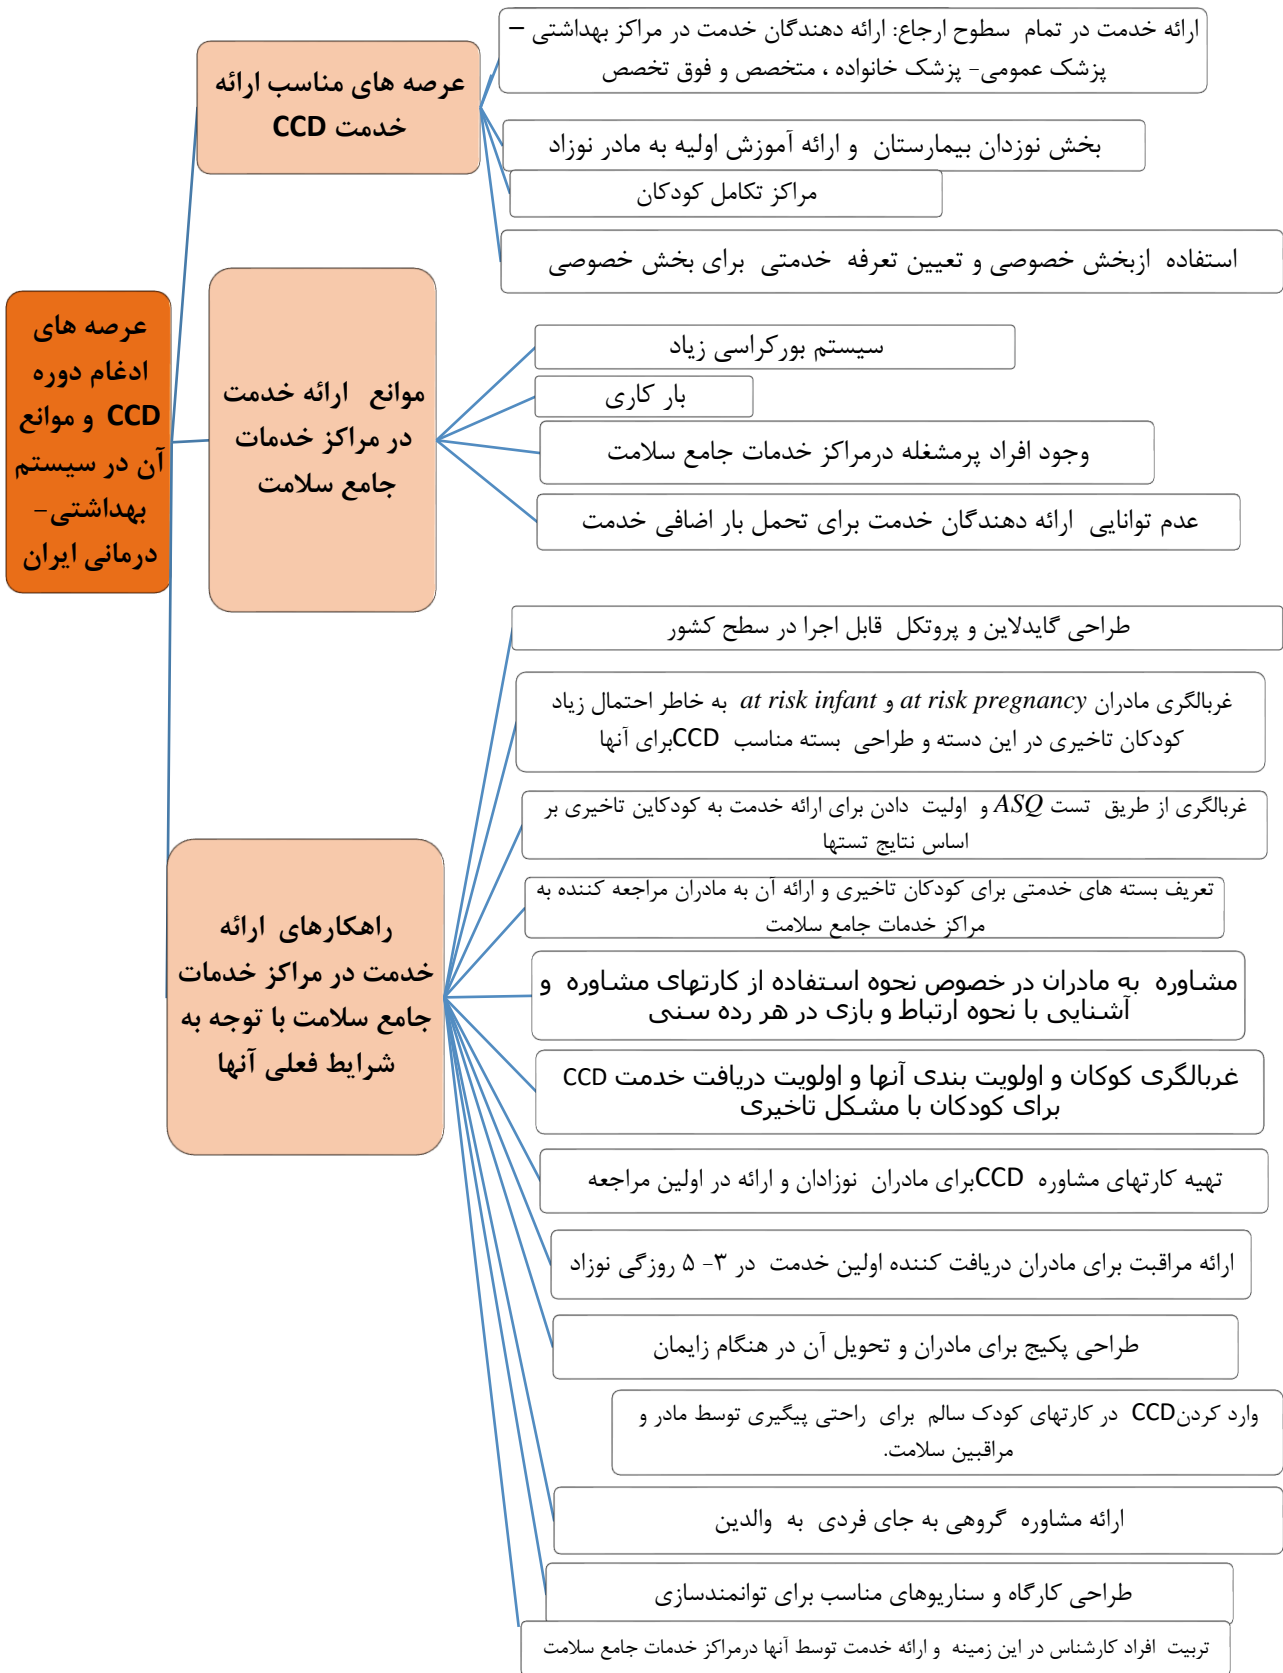 عرصه های
ادغام دوره
CCD و موانع
آن در سیستم
بهداشتی-
درمانی ایران
عرصه های مناسب ارائه
خدمت CCD
ارائه خدمت در تمام سطوح ارجاع: ارائه دهندگان خدمت در مراکز بهداشتی –
پزشک عمومی- پزشک خانواده ، متخصص و فوق تخصص
بخش نوزدان بیمارستان و ارائه آموزش اولیه به مادر نوزاد
مراکز تکامل کودکان
استفاده ازبخش خصوصی و تعیین تعرفه خدمتی برای بخش خصوصی
موانع ارائه خدمت
در مراکز خدمات
جامع سلامت
سیستم بورکراسی زیاد
بار کاری
وجود افراد پرمشغله درمراکز خدمات جامع سلامت
عدم توانایی ارائه دهندگان خدمت برای تحمل بار اضافی خدمت
راهکارهای ارائه
خدمت در مراکز خدمات
جامع سلامت با توجه به
شرایط فعلی آنها
طراحی گایدلاین و پروتکل قابل اجرا در سطح کشور
غربالگری مادران at risk pregnancy و at risk infant به خاطر احتمال زیاد
کودکان تاخیری در این دسته و طراحی بسته مناسب CCDبرای آنها
غربالگری از طریق تست ASQ و اولیت دادن برای ارائه خدمت به کودکاین تاخیری بر
اساس نتایج تستها
تعریف بسته های خدمتی برای کودکان تاخیری و ارائه آن به مادران مراجعه کننده به
مراکز خدمات جامع سلامت
مشاوره به مادران در خصوص نحوه استفاده از کارتهای مشاوره و
آشنایی با نحوه ارتباط و بازی در هر رده سنی
غربالگری کوکان و اولویت بندی آنها و اولویت دریافت خدمت CCD
برای کودکان با مشکل تاخیری
تهیه کارتهای مشاوره CCDبرای مادران نوزادان و ارائه در اولین مراجعه
ارائه مراقبت برای مادران دریافت کننده اولین خدمت در ۳- ۵ روزگی نوزاد
طراحی پکیج برای مادران و تحویل آن در هنگام زایمان
وارد کردنCCD در کارتهای کودک سالم برای راحتی پیگیری توسط مادر و
مراقبین سلامت.
ارائه مشاوره گروهی به جای فردی به والدین
طراحی کارگاه و سناریوهای مناسب برای توانمندسازی
تربیت افراد کارشناس در این زمینه و ارائه خدمت توسط آنها درمراکز خدمات جامع سلامت